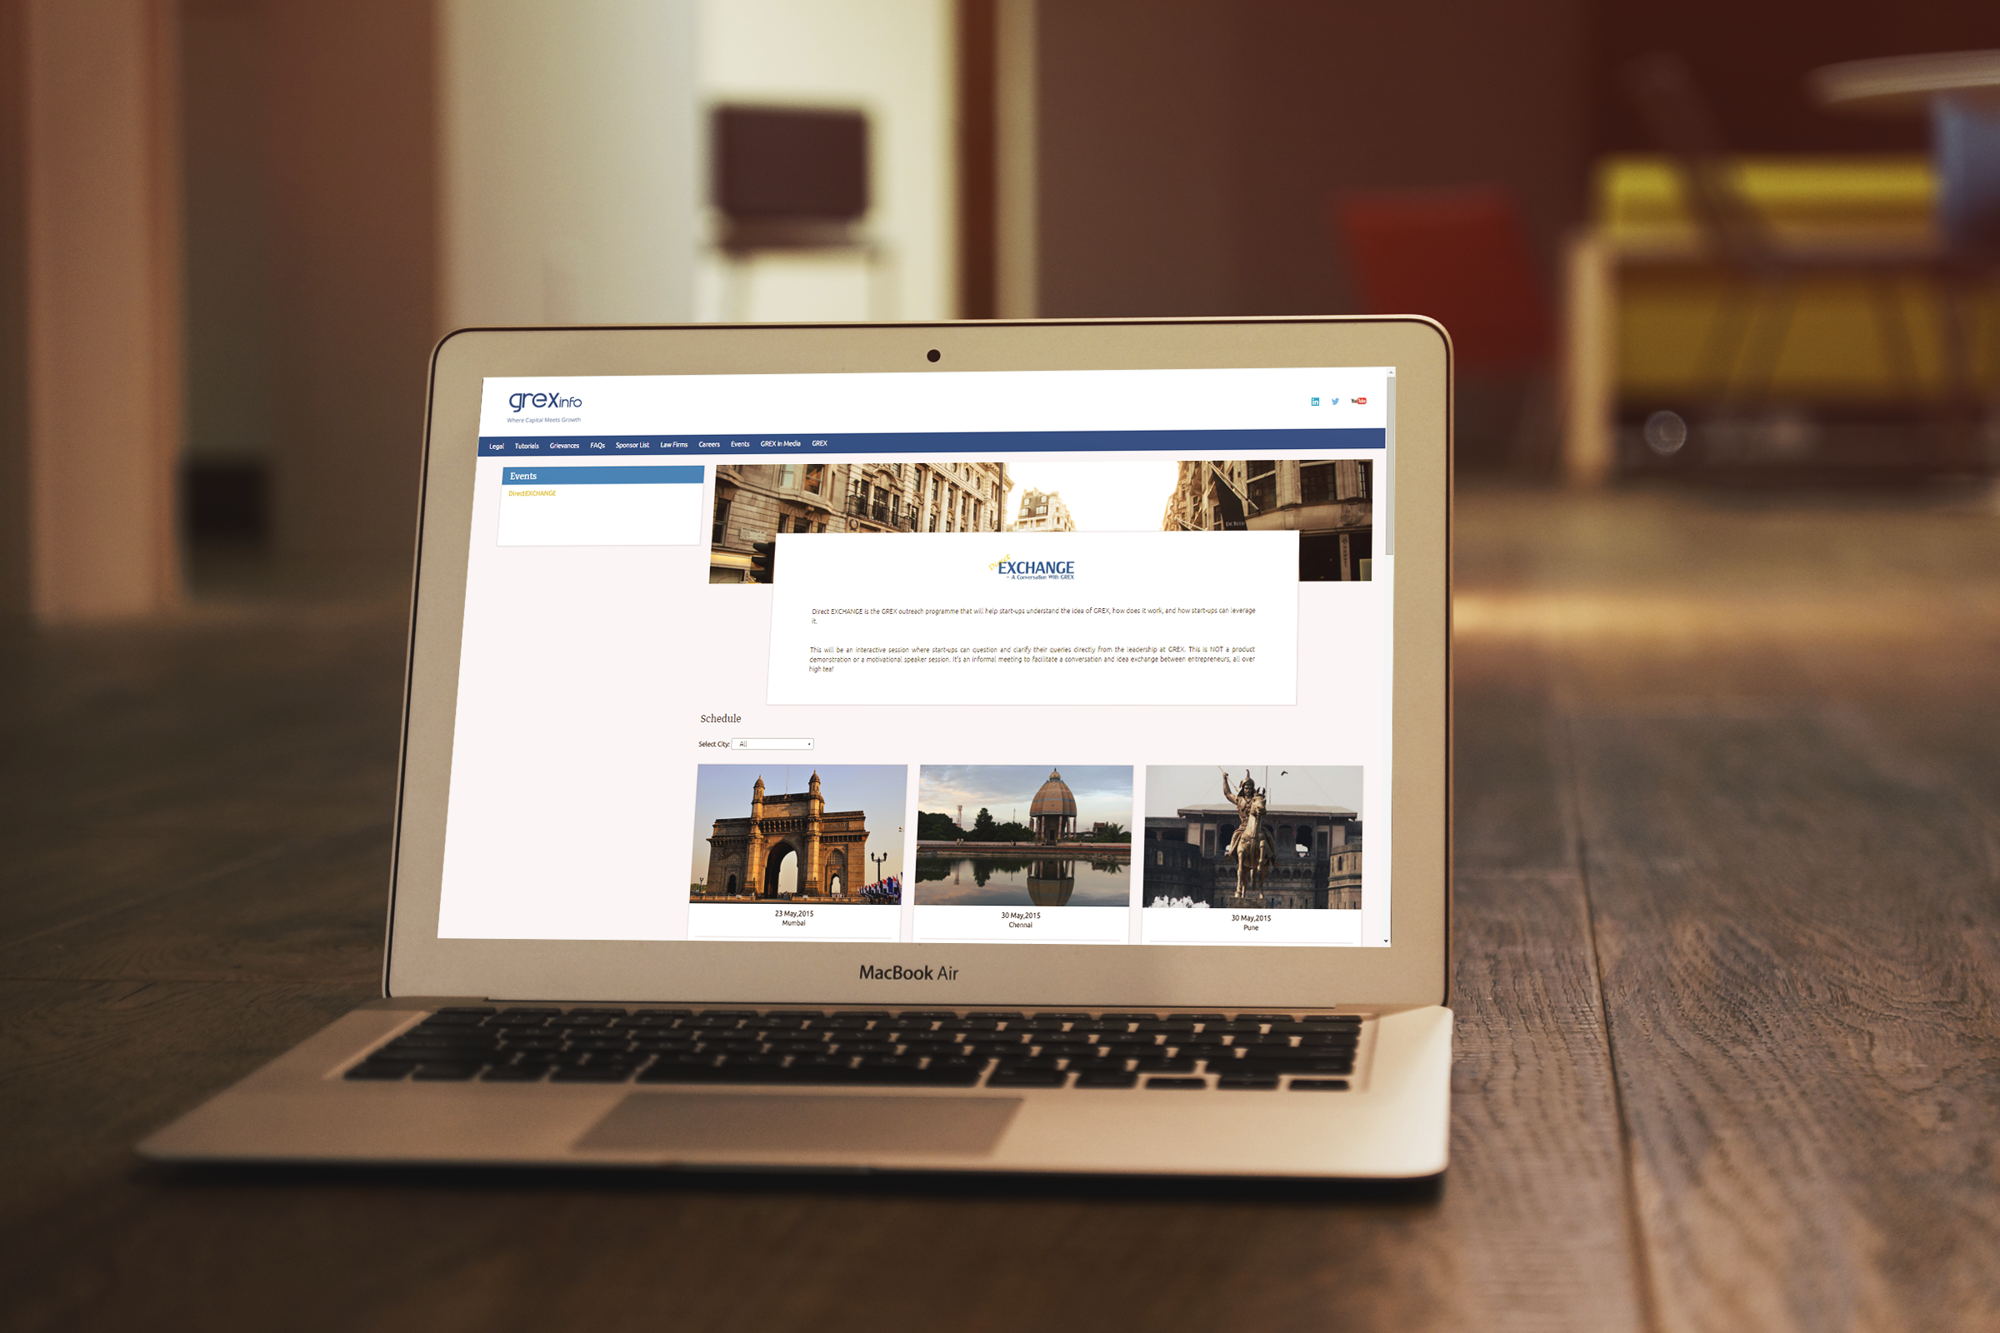 grexinfo
Where Capital Meets Growth
Legal Tutorials Grievances FAQs Sponsor List Law Firms Careers Events GREX in Media GREX
Events
DirectEXCHANGE
Direct
EXCHANGE
- A Conversation With GREX
Direct EXCHANGE is the GREX outreach programme that will help start-ups understand the idea of GREX, how does it work, and how start-ups can leverage
it.
This will be an interactive session where start-ups can question and clarify their queries directly from the leadership at GREX. This is NOT a product
demonstration or a motivational speaker session. It's an informal meeting to facilitate a conversation and idea exchange between entrepreneurs, all over
high tea!
Schedule
Select City: All
23 May,2015
Mumbai
30 May,2015
Chennai
30 May,2015
Pune
MacBook Air